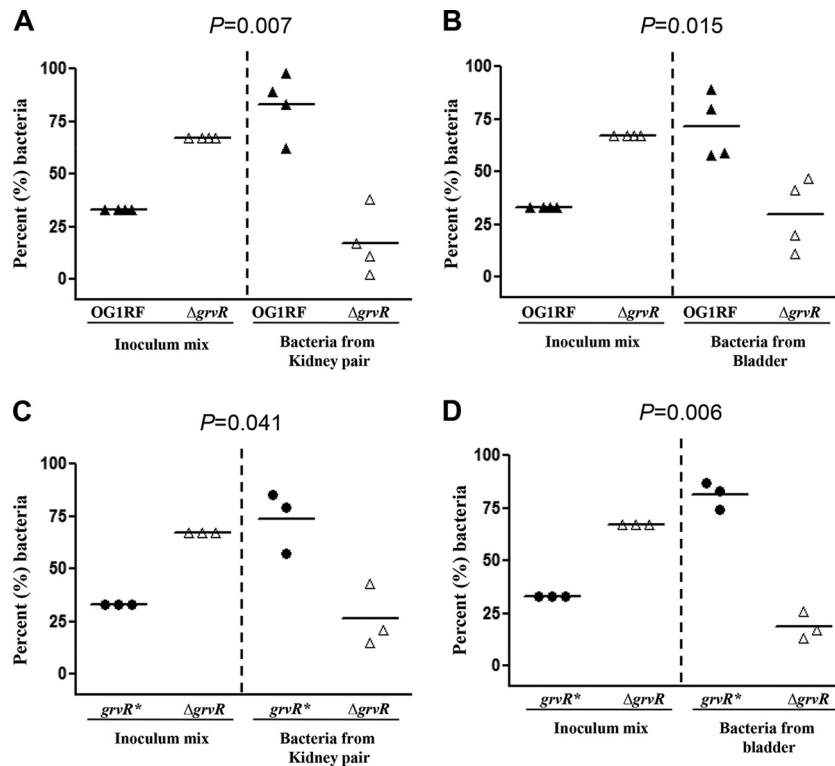 A
P=0.007
Percent (%) bacteria
100
75
50
25
0
OG1RF ΔgrvR OG1RF ΔgrvR
Inoculum mix Bacteria from
Kidney pair
B
P=0.015
Percent (%) bacteria
100
75
50
25
0
OG1RF ΔgrvR OG1RF ΔgrvR
Inoculum mix Bacteria from
Bladder
C
P=0.041
Percent (%) bacteria
100
75
50
25
0
grvR* ΔgrvR grvR* ΔgrvR
Inoculum mix Bacteria from
Kidney pair
D
P=0.006
Percent (%) bacteria
100
75
50
25
0
grvR* ΔgrvR grvR* ΔgrvR
Inoculum mix Bacteria from
bladder